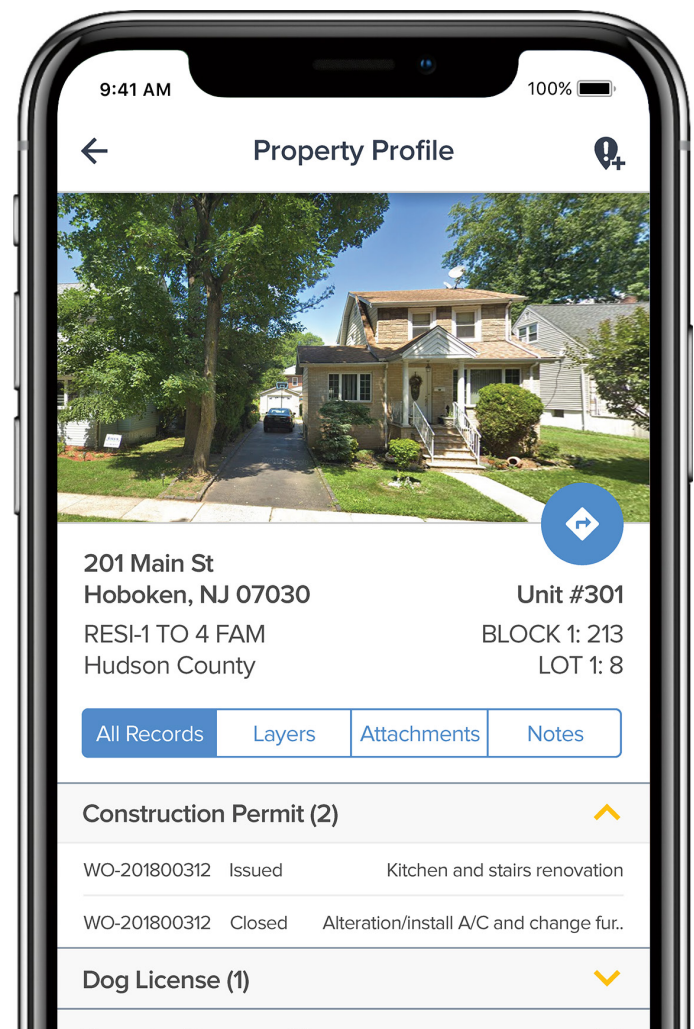 9:41 AM 100%
Property Profile
201 Main St
Hoboken, NJ 07030 Unit #301
RESI-1 TO 4 FAM BLOCK 1: 213
Hudson County LOT 1: 8
All Records Layers Attachments Notes
Construction Permit (2)
WO-201800312 Issued Kitchen and stairs renovation
WO-201800312 Closed Alteration/install A/C and change fur..
Dog License (1)